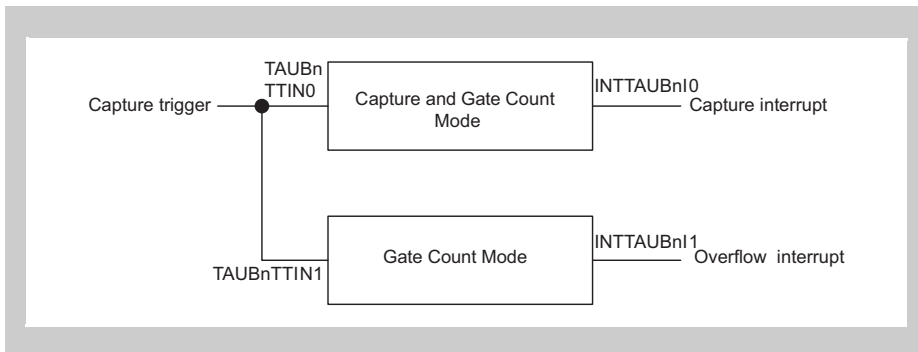 TAUBn
TTIN0
Capture trigger
Capture and Gate Count
Mode
INTTAUBnI0
Capture interrupt
TAUBnTTIN1
Gate Count Mode
INTTAUBnI1
Overflow interrupt